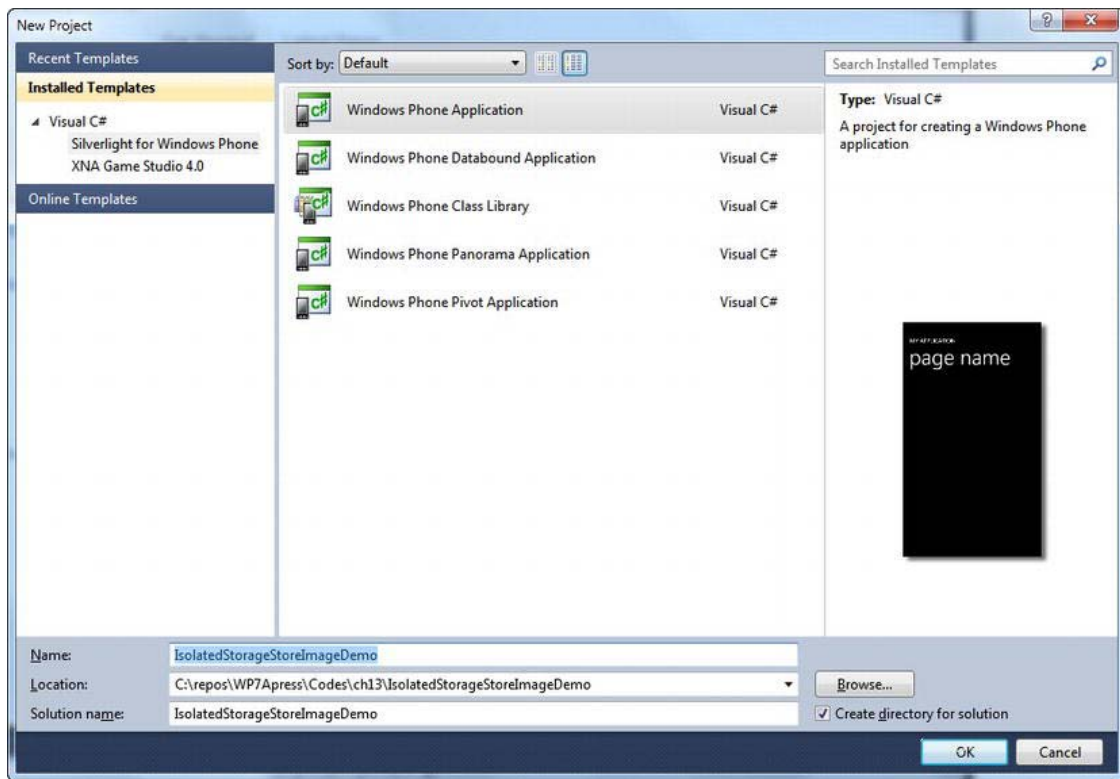 New Project
Recent Templates
Installed Templates
Visual C#
Silverlight for Windows Phone
XNA Game Studio 4.0
Online Templates
Sort by: Default
Search Installed Templates
Windows Phone Application Visual C#
Windows Phone Databound Application Visual C#
Windows Phone Class Library Visual C#
Windows Phone Panorama Application Visual C#
Windows Phone Pivot Application Visual C#
Type: Visual C#
A project for creating a Windows Phone
application
MY APPLICATION
page name
Name: IsolatedStorageStoreImageDemo
Location: C:\repos\WP7Apress\Codes\ch13\IsolatedStorageStoreImageDemo Browse...
Solution name: IsolatedStorageStoreImageDemo Create directory for solution
OK Cancel